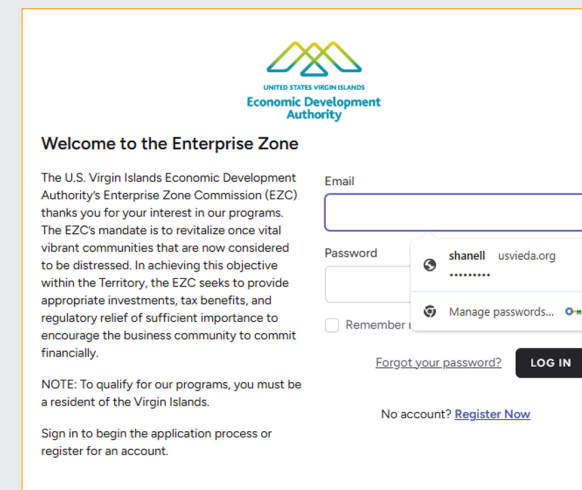 UNITED STATES VIRGIN ISLANDS
Economic Development
Authority
Welcome to the Enterprise Zone
The U.S. Virgin Islands Economic Development
Authority's Enterprise Zone Commission (EZC)
thanks you for your interest in our programs.
The EZC's mandate is to revitalize once vital
vibrant communities that are now considered
to be distressed. In achieving this objective
within the Territory, the EZC seeks to provide
appropriate investments, tax benefits, and
regulatory relief of sufficient importance to
encourage the business community to commit
financially.
NOTE: To qualify for our programs, you must be
a resident of the Virgin Islands.
Sign in to begin the application process or
register for an account.
Email
Password
shanell usvieda.org
•••••••••
Manage passwords...
Remember
Forgot your password?
LOG IN
No account? Register Now